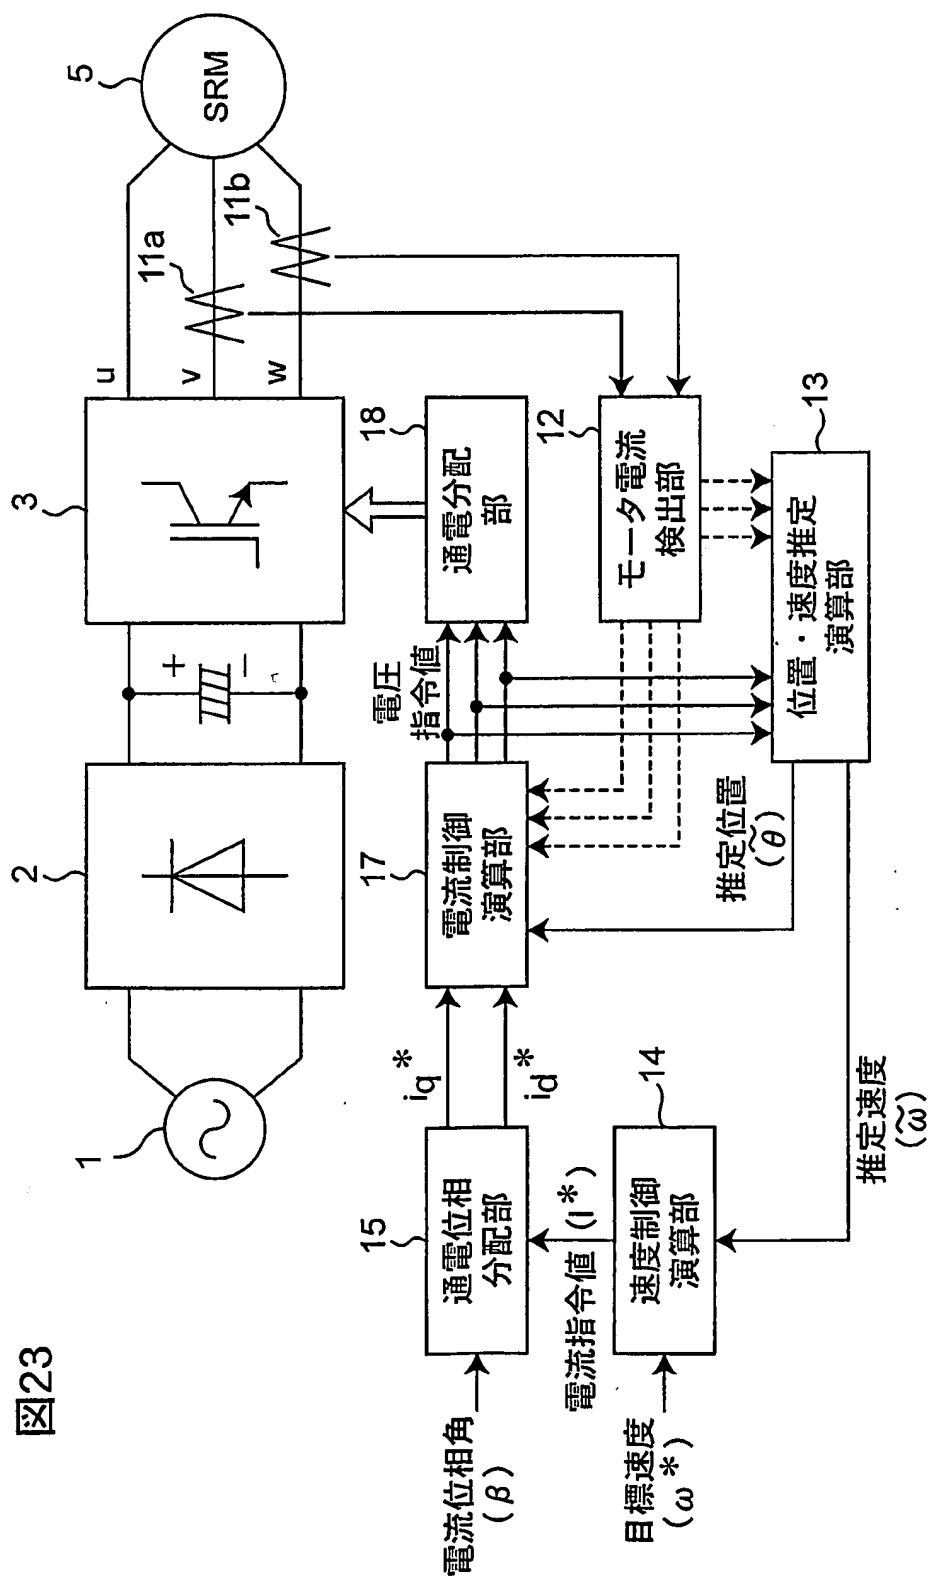 図23
1
2
+
−
3
u
v
w
11a
11b
5
SRM
電流位相角
(β)
15
通電位相
分配部
iq*
id*
17
電流制御
演算部
電圧
指令値
18
通電分配
部
12
モータ電流
検出部
目標速度
(ω*)
電流指令値 (I*)
14
速度制御
演算部
推定位置
(θ̃)
13
位置・速度推定
演算部
推定速度
(ω̃)